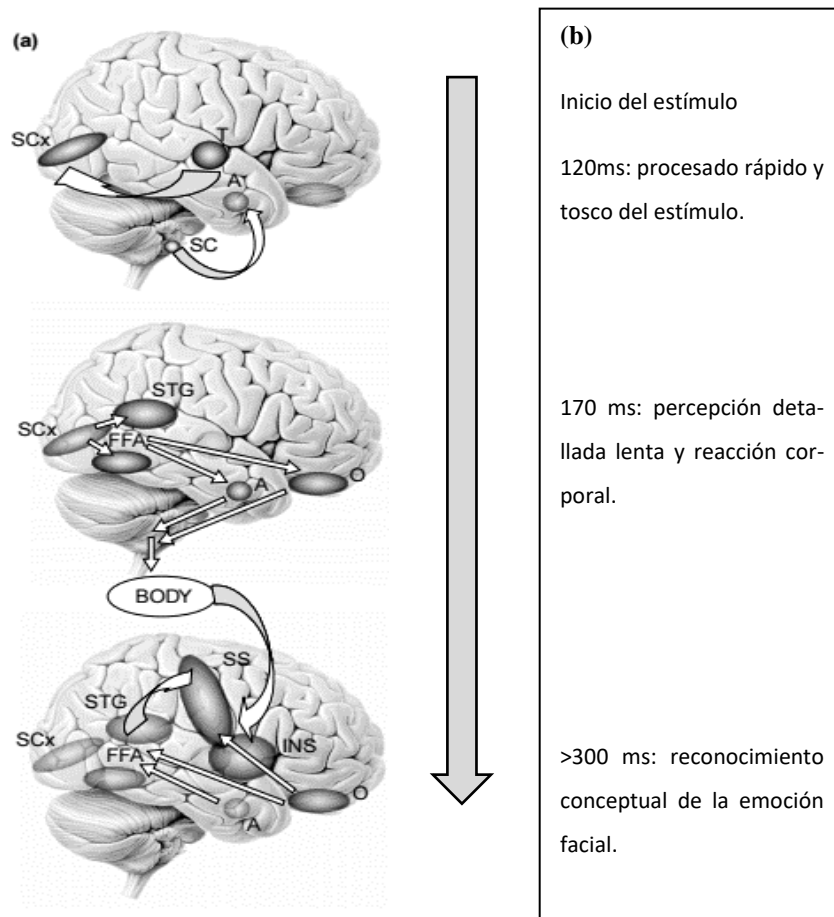 (a)
SCx
T
A
SC
STG
SCx
FFA
A
O
BODY
SS
STG
SCx
FFA
INS
A
O
(b)
Inicio del estímulo
120ms: procesado rápido y
tosco del estímulo.
170 ms: percepción deta-
llada lenta y reacción cor-
poral.
>300 ms: reconocimiento
conceptual de la emoción
facial.